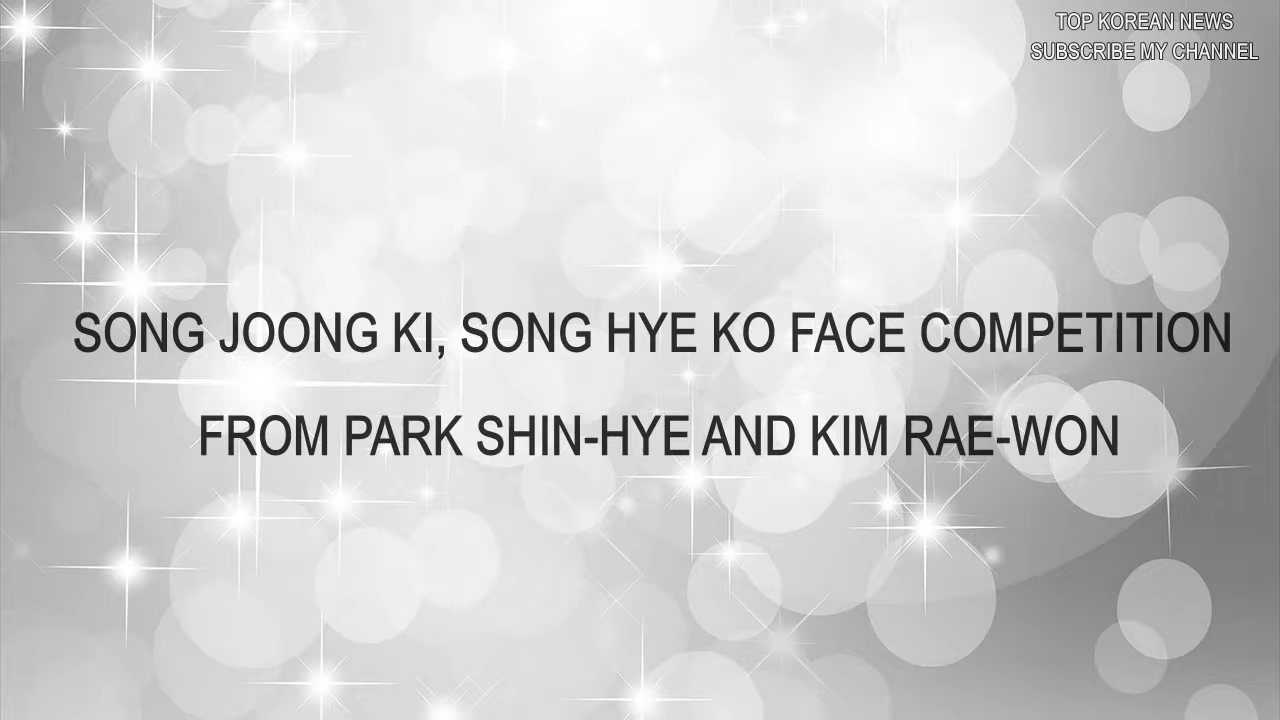 TOP KOREAN NEWS
SUBSCRIBE MY CHANNEL
SONG JOONG KI, SONG HYE KO FACE COMPETITION
FROM PARK SHIN-HYE AND KIM RAE-WON